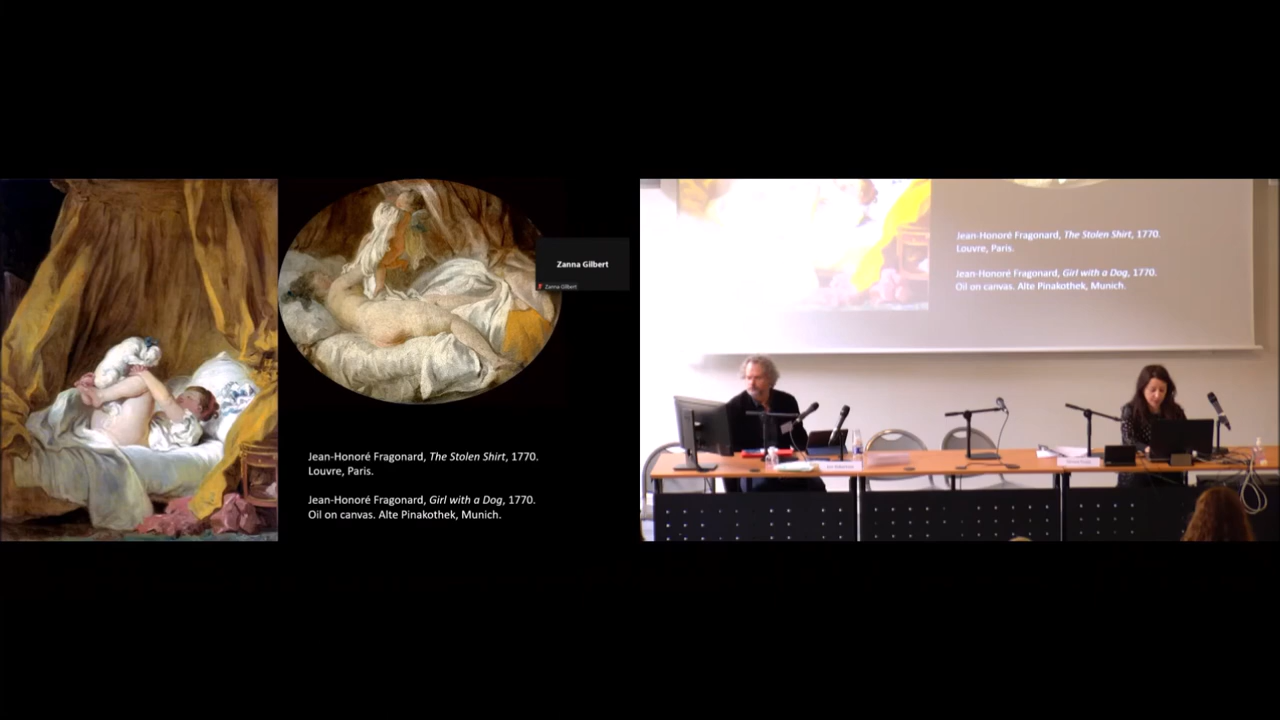 Zanna Gilbert
Zanna Gilbert
Jean-Honoré Fragonard, The Stolen Shirt, 1770.
Louvre, Paris.
Jean-Honoré Fragonard, Girl with a Dog, 1770.
Oil on canvas. Alte Pinakothek, Munich.
Jean-Honoré Fragonard, The Stolen Shirt, 1770.
Louvre, Paris.
Jean-Honoré Fragonard, Girl with a Dog, 1770.
Oil on canvas. Alte Pinakothek, Munich.